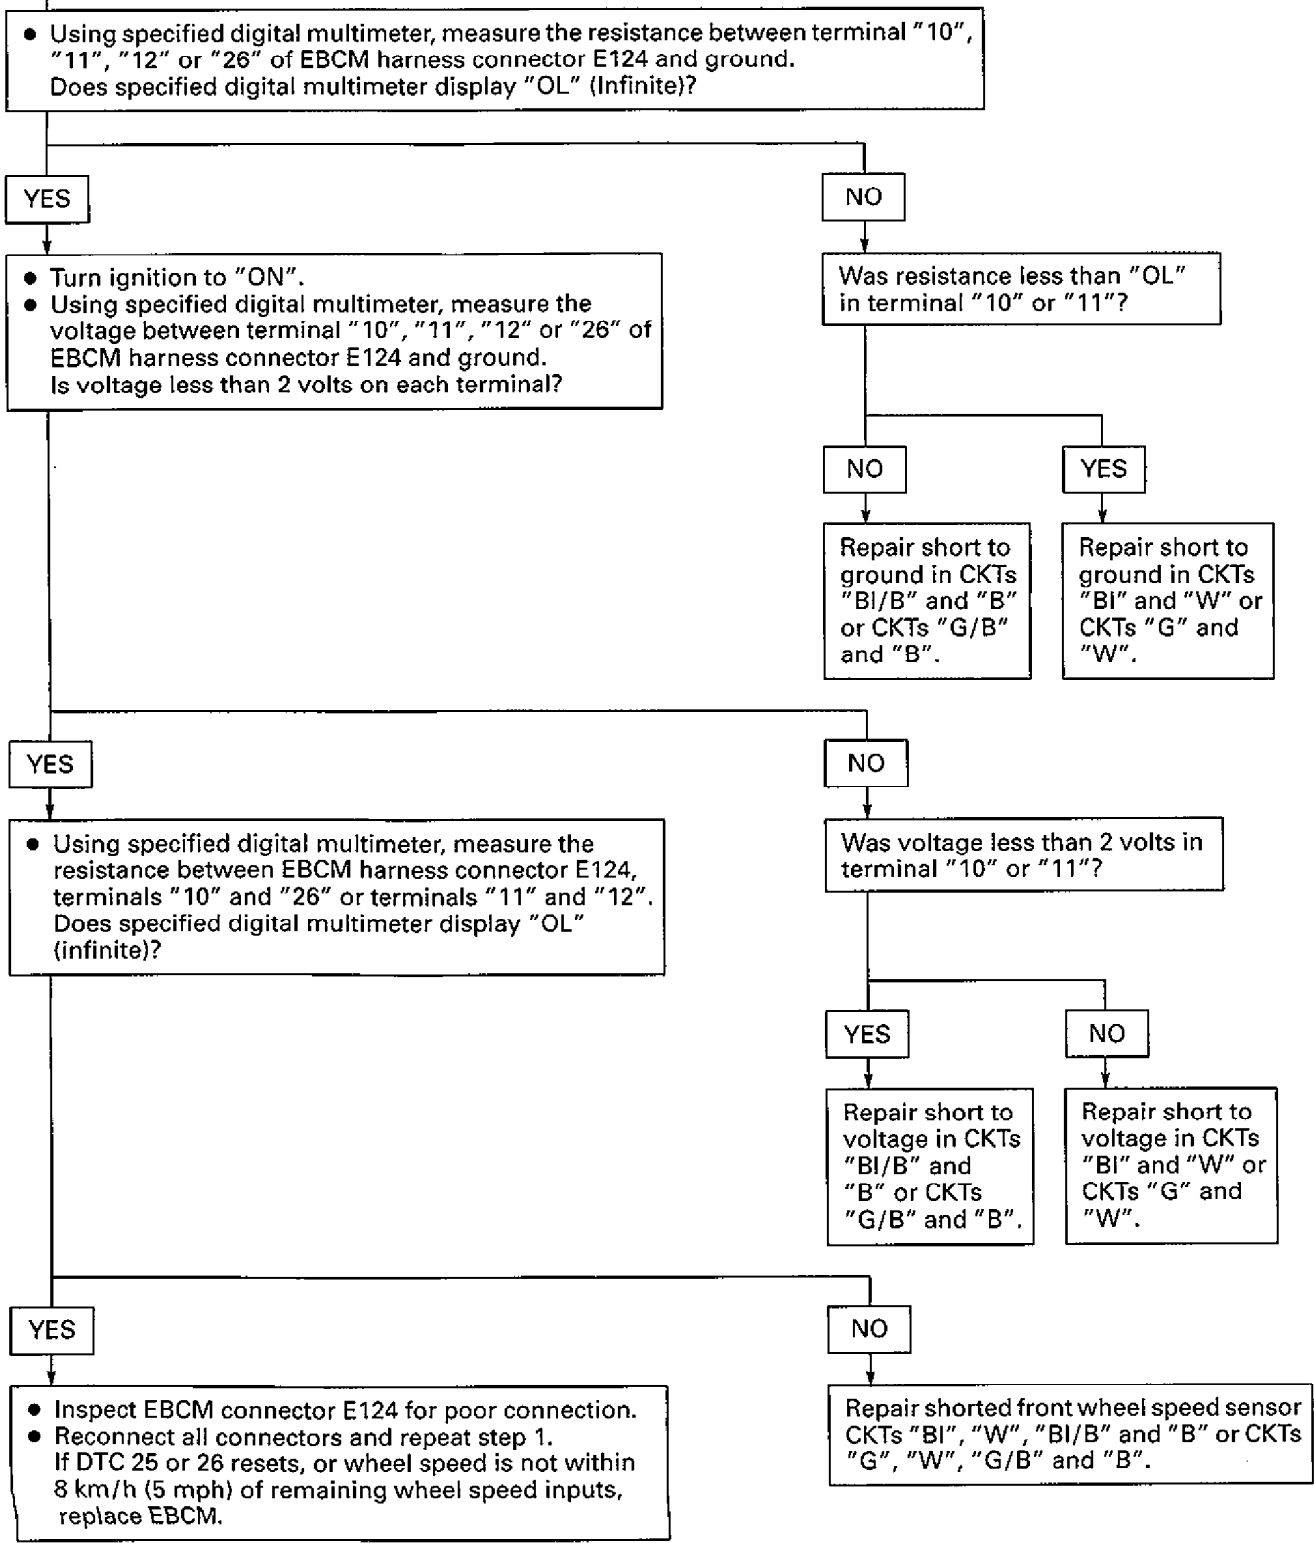 ● Using specified digital multimeter, measure the resistance between terminal "10",
"11", "12" or "26" of EBCM harness connector E124 and ground.
Does specified digital multimeter display "OL" (Infinite)?
YES
NO
● Turn ignition to "ON".
● Using specified digital multimeter, measure the
voltage between terminal "10", "11", "12" or "26" of
EBCM harness connector E124 and ground.
Is voltage less than 2 volts on each terminal?
Was resistance less than "OL"
in terminal "10" or "11"?
NO
YES
Repair short to
ground in CKTs
"Bl/B" and "B"
or CKTs "G/B"
and "B".
Repair short to
ground in CKTs
"Bl" and "W" or
CKTs "G" and
"W".
YES
NO
● Using specified digital multimeter, measure the
resistance between EBCM harness connector E124,
terminals "10" and "26" or terminals "11" and "12".
Does specified digital multimeter display "OL"
(infinite)?
Was voltage less than 2 volts in
terminal "10" or "11"?
YES
NO
Repair short to
voltage in CKTs
"Bl/B" and
"B" or CKTs
"G/B" and "B".
Repair short to
voltage in CKTs
"Bl" and "W" or
CKTs "G" and
"W".
YES
NO
● Inspect EBCM connector E124 for poor connection.
● Reconnect all connectors and repeat step 1.
If DTC 25 or 26 resets, or wheel speed is not within
8 km/h (5 mph) of remaining wheel speed inputs,
replace EBCM.
Repair shorted front wheel speed sensor
CKTs "Bl", "W", "Bl/B" and "B" or CKTs
"G", "W", "G/B" and "B".